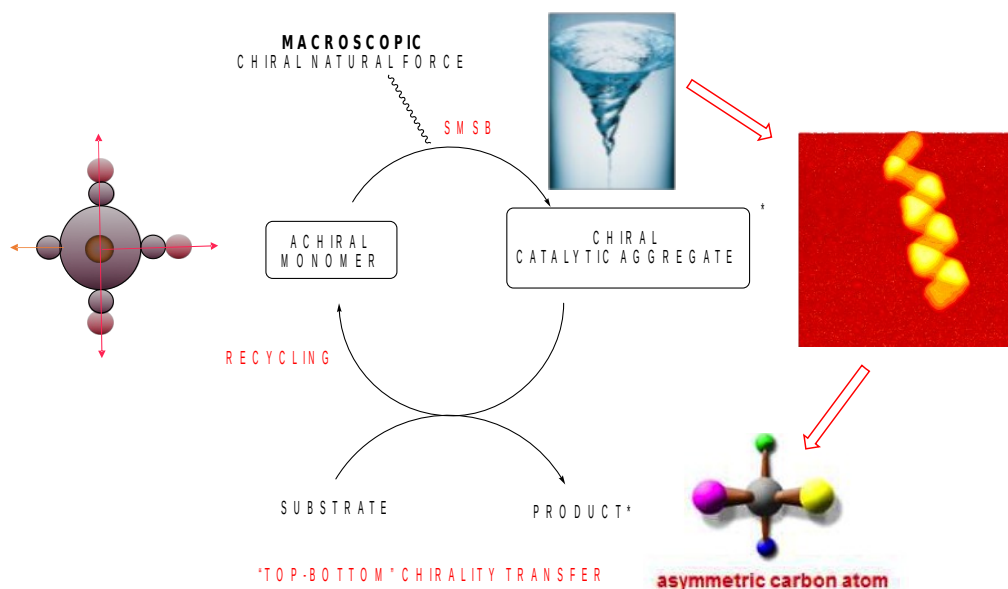 MACROSCOPIC
CHIRAL NATURAL FORCE
SMSB
*
ACHIRAL
MONOMER
CHIRAL
CATALYTIC AGGREGATE
RECYCLING
SUBSTRATE
PRODUCT*
"TOP-BOTTOM" CHIRALITY TRANSFER
asymmetric carbon atom